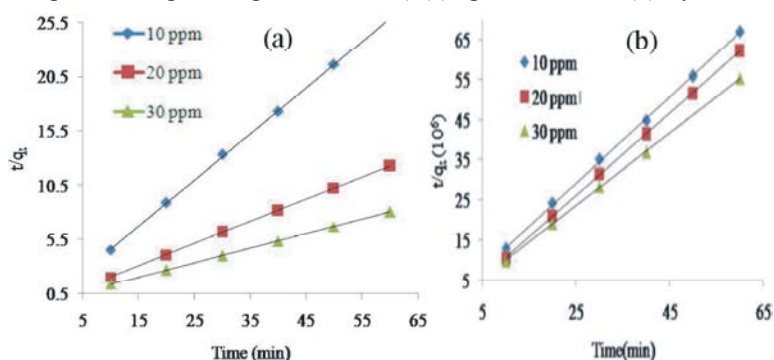 25.5
20.5
15.5
10.5
5.5
0.5
t/qt
10 ppm
20 ppm
30 ppm
(a)
5 15 25 35 45 55 65
Time (min)
65
55
45
35
25
15
5
t/qt (10⁶)
(b)
10 ppm
20 ppm
30 ppm
5 25 45 65
Time(min)